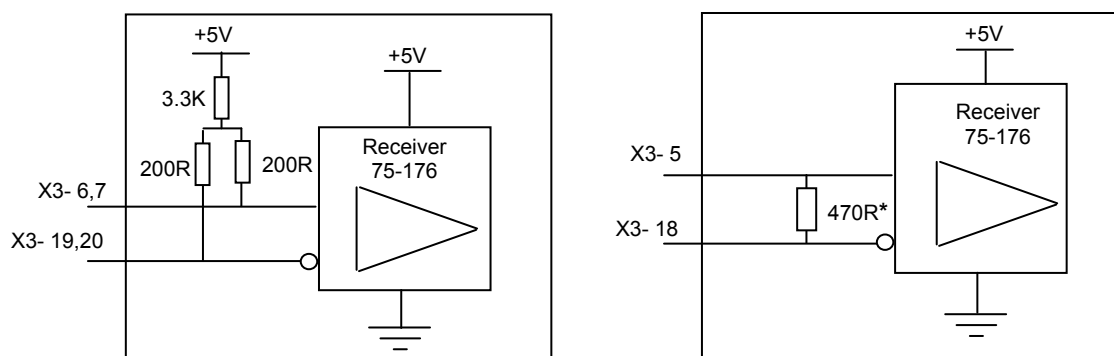 +5V
+5V
3.3K
Receiver
75-176
200R
200R
X3- 6,7
X3- 19,20
+5V
Receiver
75-176
X3- 5
470R*
X3- 18